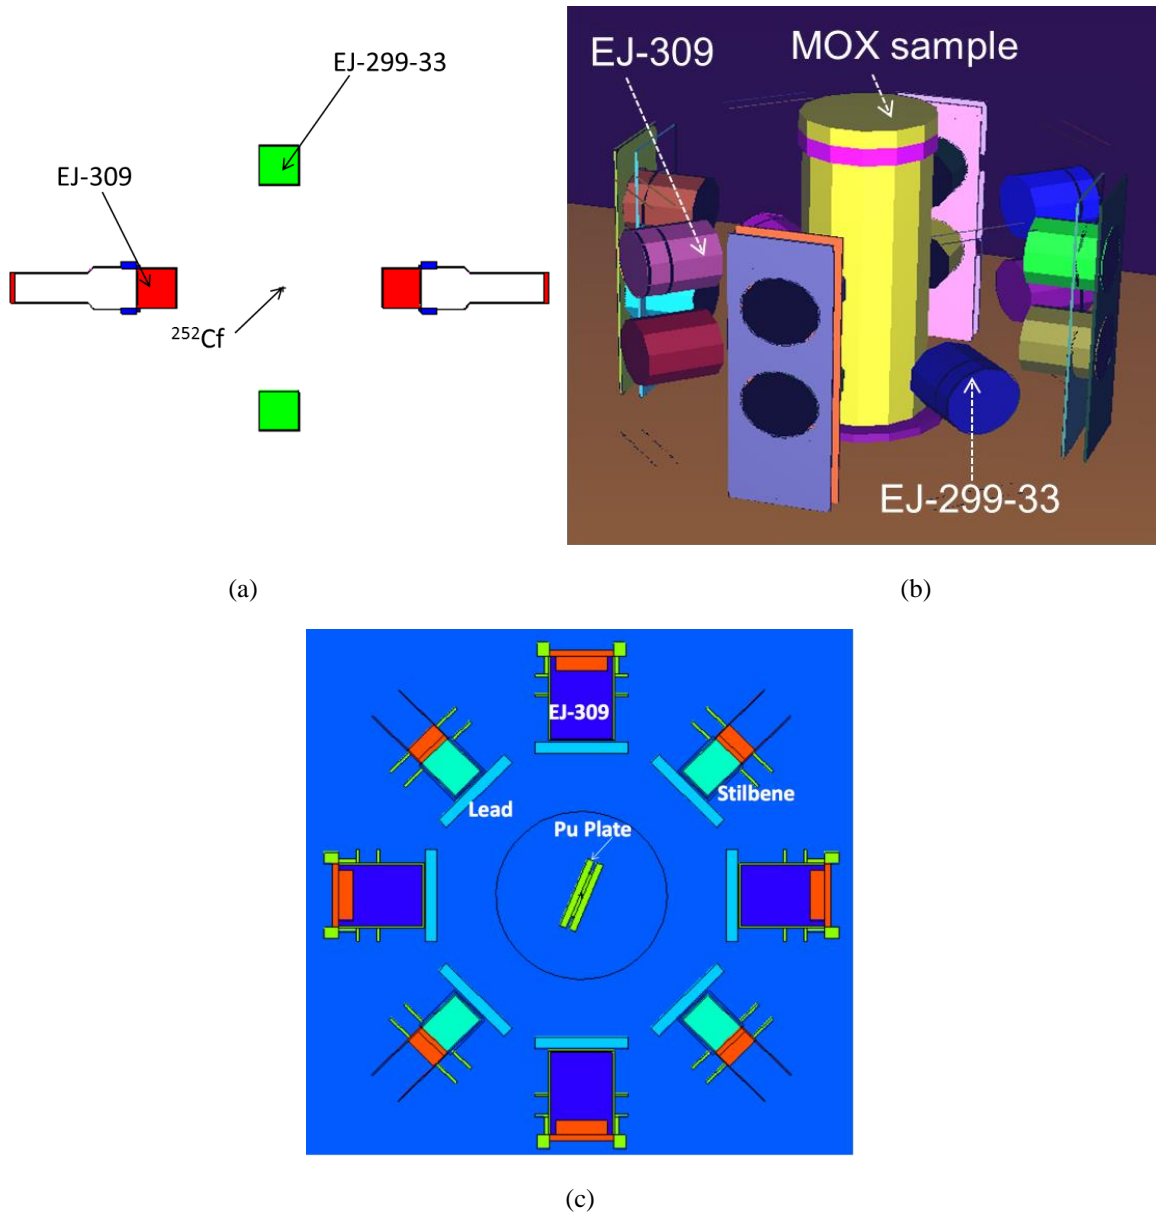 EJ-299-33
EJ-309
²⁵²Cf
EJ-309
MOX sample
EJ-299-33
(a)
(b)
EJ-309
Stilbene
Lead
Pu Plate
(c)